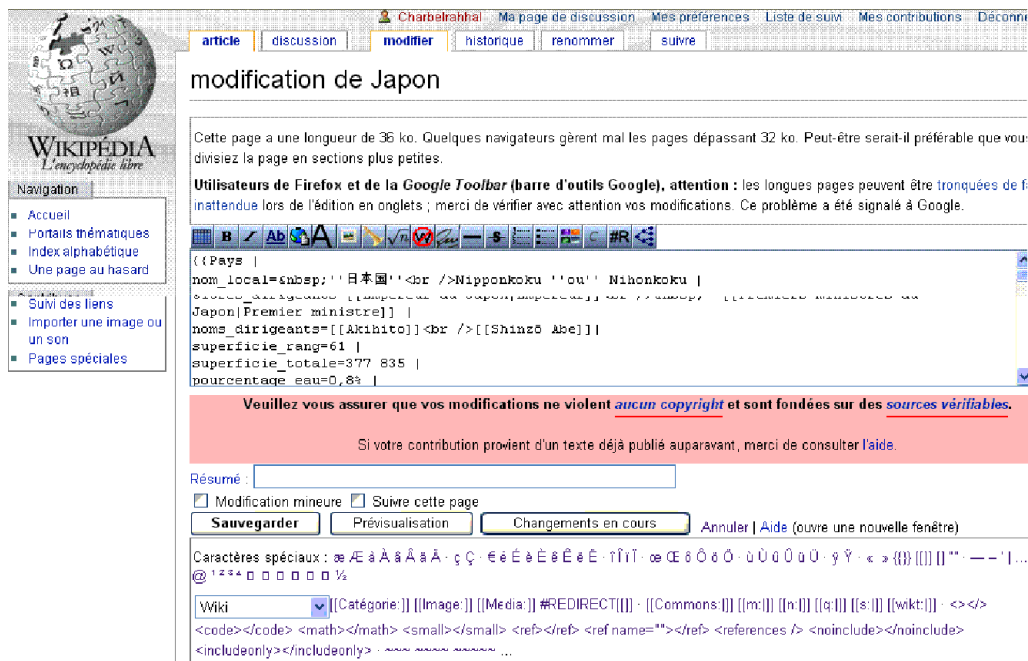 Charbelrahhal Ma page de discussion Mes préférences Liste de suivi Mes contributions Déconn
article discussion modifier historique renommer suivre
modification de Japon
WIKIPÉDIA
L'encyclopédie libre
Cette page a une longueur de 36 ko. Quelques navigateurs gèrent mal les pages dépassant 32 ko. Peut-être serait-il préférable que vous
divisiez la page en sections plus petites.
Utilisateurs de Firefox et de la Google Toolbar (barre d'outils Google), attention : les longues pages peuvent être tronquées de f
inattendue lors de l'édition en onglets ; merci de vérifier avec attention vos modifications. Ce problème a été signalé à Google.
Navigation
Accueil
Portails thématiques
Index alphabétique
Une page au hasard
Suivi des liens
Importer une image ou
un son
Pages spéciales
B Ab A √n W S C #R
{{Pays |
nom_local=&nbsp;''日本国''<br />Nipponkoku ''ou'' Nihonkoku |
Japon|Premier ministre]] |
noms_dirigeants=[[Akihito]]<br />[[Shinzō Abe]]|
superficie_rang=61 |
superficie_totale=377 835 |
pourcentage_eau=0,8% |
Veuillez vous assurer que vos modifications ne violent aucun copyright et sont fondées sur des sources vérifiables.
Si votre contribution provient d'un texte déjà publié auparavant, merci de consulter l'aide.
Résumé :
Modification mineure Suivre cette page
Sauvegarder Prévisualisation Changements en cours Annuler | Aide (ouvre une nouvelle fenêtre)
Caractères spéciaux : æ Æ à À â Â ä Ä · ç Ç · € é É è È ê Ê ë Ë · î Î ï Ï · œ Œ ô Ô ö Ö · ù Ù û Û ü Ü · ÿ Ÿ · « » {{}} [[]] [] "" · — – ' | ...
@ ¹ ² ³ ⁴ ½
Wiki [[Catégorie:]] [[Image:]] [[Media:]] #REDIRECT[[]] · [[Commons:|]] [[m:|]] [[n:|]] [[q:|]] [[s:|]] [[wikt:|]] · <></>
<code></code> <math></math> <small></small> <ref></ref> <ref name=""></ref> <references /> <noinclude></noinclude>
<includeonly></includeonly> · ~~~ ~~~~ ~~~~~ ...